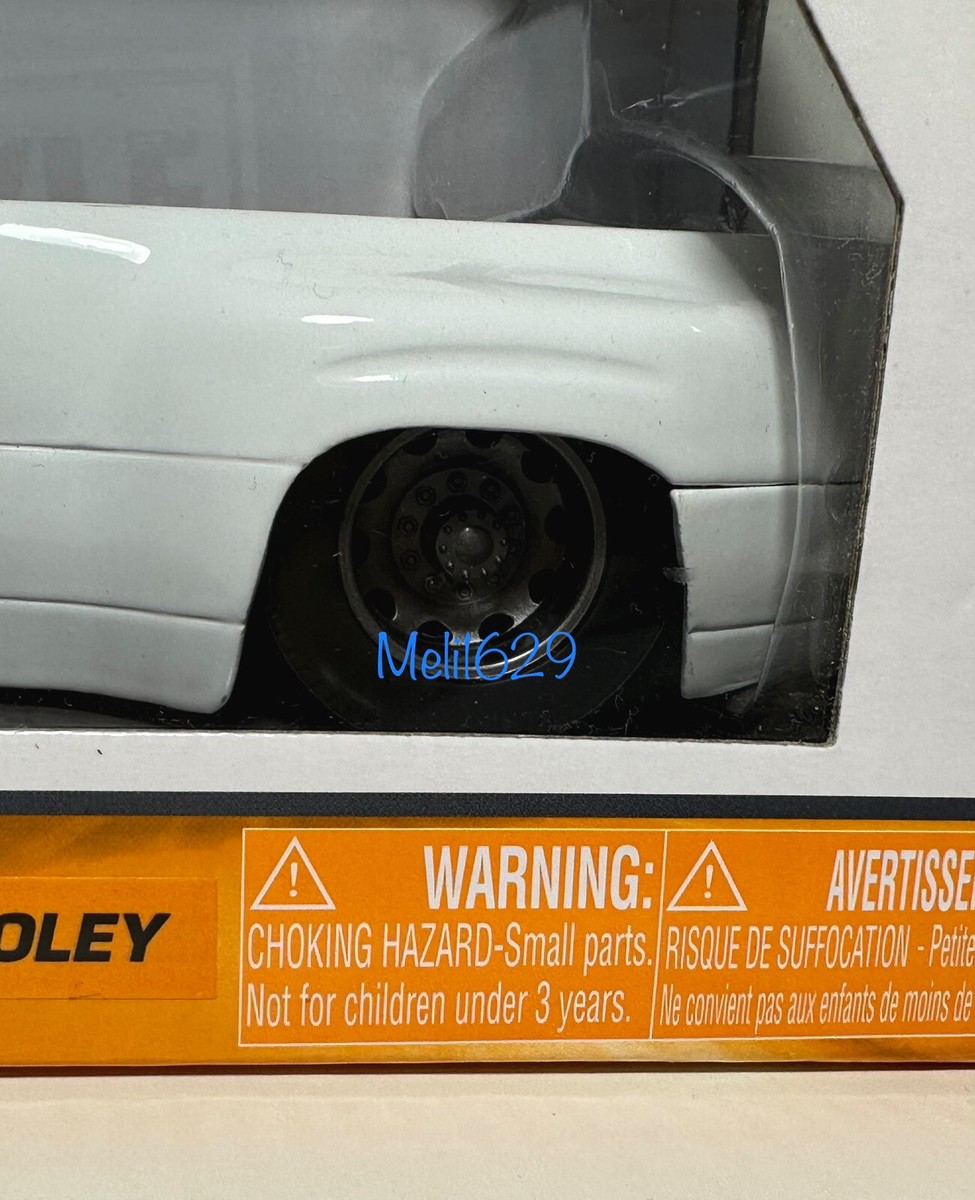 Melil629
OLEY
WARNING:
CHOKING HAZARD-Small parts.
Not for children under 3 years.
AVERTISSE
RISQUE DE SUFFOCATION - Petite
Ne convient pas aux enfants de moins de